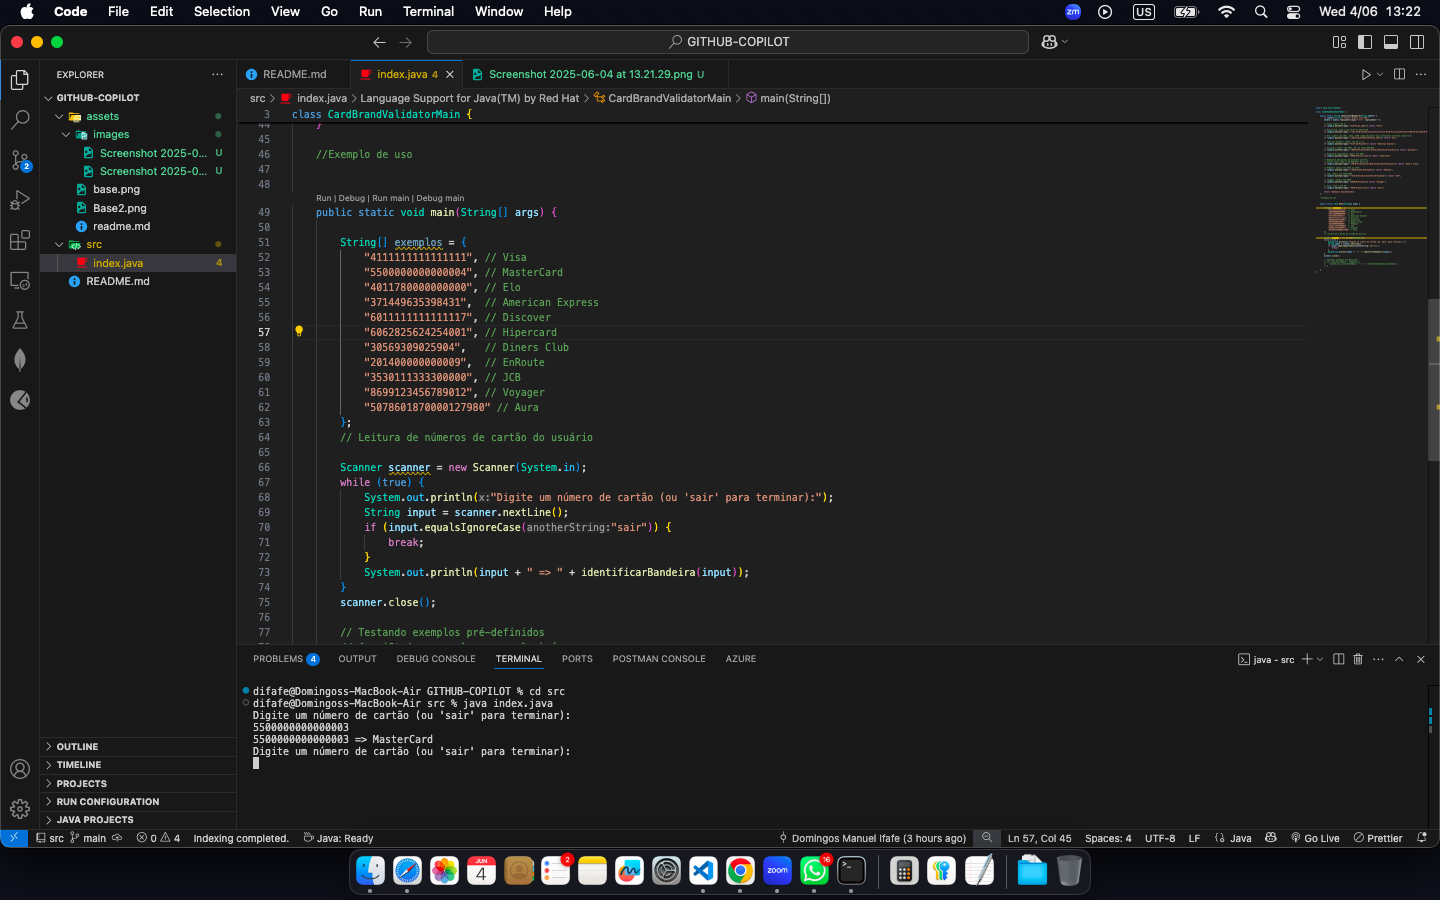 Code File Edit Selection View Go Run Terminal Window Help zm US Wed 4/06 13:22
GITHUB-COPILOT
EXPLORER
GITHUB-COPILOT
assets
images
Screenshot 2025-0... U
Screenshot 2025-0... U
base.png
Base2.png
readme.md
src
index.java 4
README.md
OUTLINE
TIMELINE
PROJECTS
RUN CONFIGURATION
JAVA PROJECTS
2
README.md index.java 4 Screenshot 2025-06-04 at 13.21.29.png U
src > index.java > Language Support for Java(TM) by Red Hat > CardBrandValidatorMain > main(String[])
3 class CardBrandValidatorMain {
44 }
45
46 //Exemplo de uso
47
48
Run | Debug | Run main | Debug main
49 public static void main(String[] args) {
50
51 String[] exemplos = {
52 "4111111111111111", // Visa
53 "5500000000000004", // MasterCard
54 "4011780000000000", // Elo
55 "371449635398431", // American Express
56 "6011111111111117", // Discover
57 "6062825624254001", // Hipercard
58 "30569309025904", // Diners Club
59 "201400000000009", // EnRoute
60 "3530111333300000", // JCB
61 "8699123456789012", // Voyager
62 "5078601870000127980" // Aura
63 };
64 // Leitura de números de cartão do usuário
65
66 Scanner scanner = new Scanner(System.in);
67 while (true) {
68 System.out.println(x:"Digite um número de cartão (ou 'sair' para terminar):");
69 String input = scanner.nextLine();
70 if (input.equalsIgnoreCase(anotherString:"sair")) {
71 break;
72 }
73 System.out.println(input + " => " + identificarBandeira(input));
74 }
75 scanner.close();
76
77 // Testando exemplos pré-definidos
PROBLEMS 4 OUTPUT DEBUG CONSOLE TERMINAL PORTS POSTMAN CONSOLE AZURE java - src
difafe@Domingoss-MacBook-Air GITHUB-COPILOT % cd src
difafe@Domingoss-MacBook-Air src % java index.java
Digite um número de cartão (ou 'sair' para terminar):
5500000000000003
5500000000000003 => MasterCard
Digite um número de cartão (ou 'sair' para terminar):
src main 0 4 Indexing completed. Java: Ready Domingos Manuel Ifafe (3 hours ago) Ln 57, Col 45 Spaces: 4 UTF-8 LF Java Go Live Prettier
JUN
4
2
zoom
16